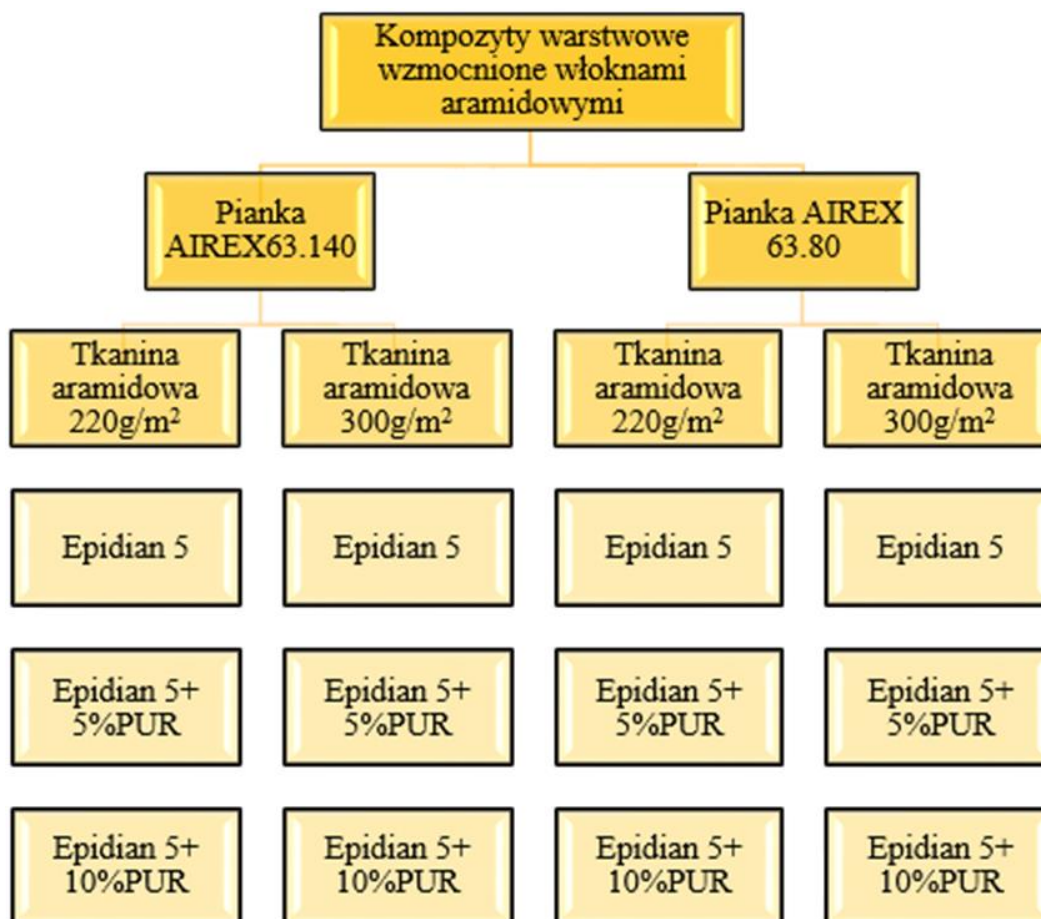 Kompozyty warstwowe
wzmocnione włoknami
aramidowymi
Pianka
AIREX63.140
Pianka AIREX
63.80
Tkanina
aramidowa
220g/m²
Tkanina
aramidowa
300g/m²
Tkanina
aramidowa
220g/m²
Tkanina
aramidowa
300g/m²
Epidian 5
Epidian 5
Epidian 5
Epidian 5
Epidian 5+
5%PUR
Epidian 5+
5%PUR
Epidian 5+
5%PUR
Epidian 5+
5%PUR
Epidian 5+
10%PUR
Epidian 5+
10%PUR
Epidian 5+
10%PUR
Epidian 5+
10%PUR